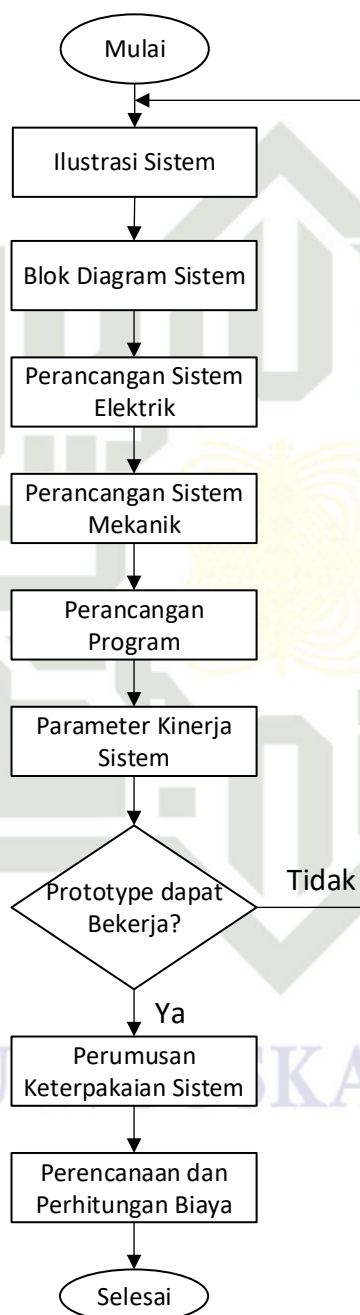 Mulai
Ilustrasi Sistem
Blok Diagram Sistem
Perancangan Sistem
Elektrik
Perancangan Sistem
Mekanik
Perancangan
Program
Parameter Kinerja
Sistem
Prototype dapat
Bekerja?
Tidak
Ya
Perumusan
Keterpakaian Sistem
Perencanaan dan
Perhitungan Biaya
Selesai